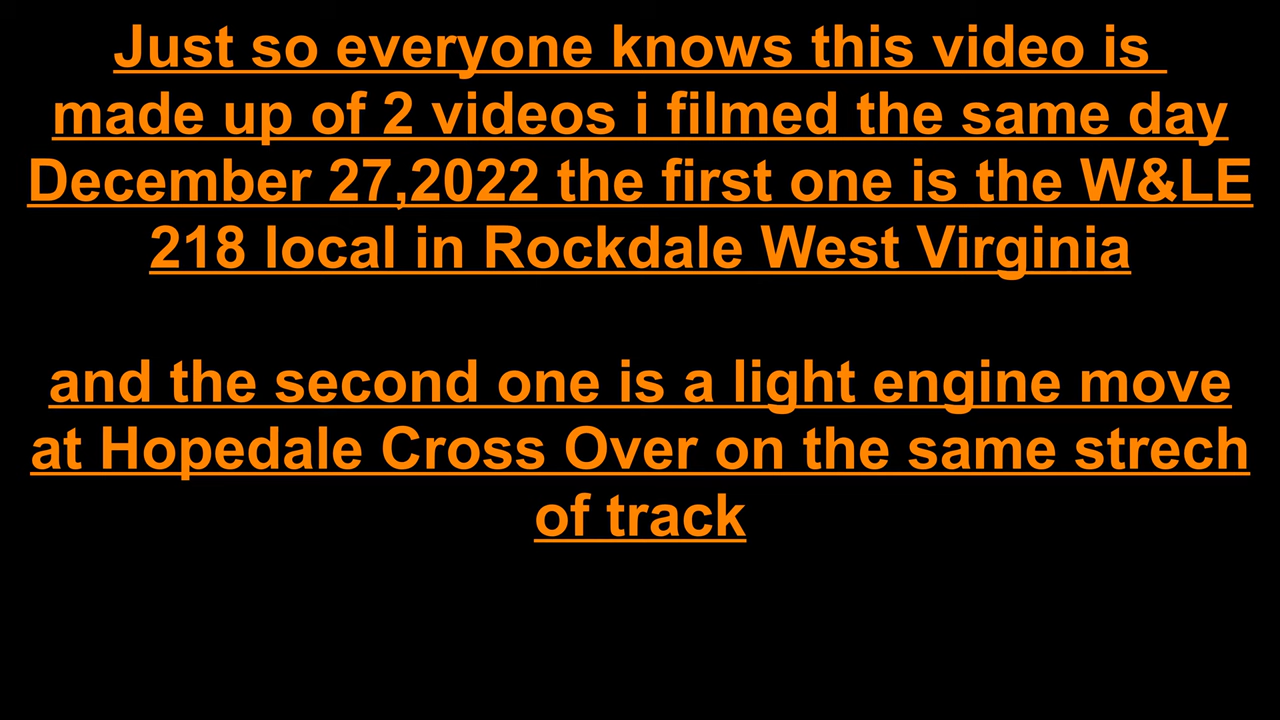 Just so everyone knows this video is
made up of 2 videos i filmed the same day
December 27,2022 the first one is the W&LE
218 local in Rockdale West Virginia
and the second one is a light engine move
at Hopedale Cross Over on the same strech
of track